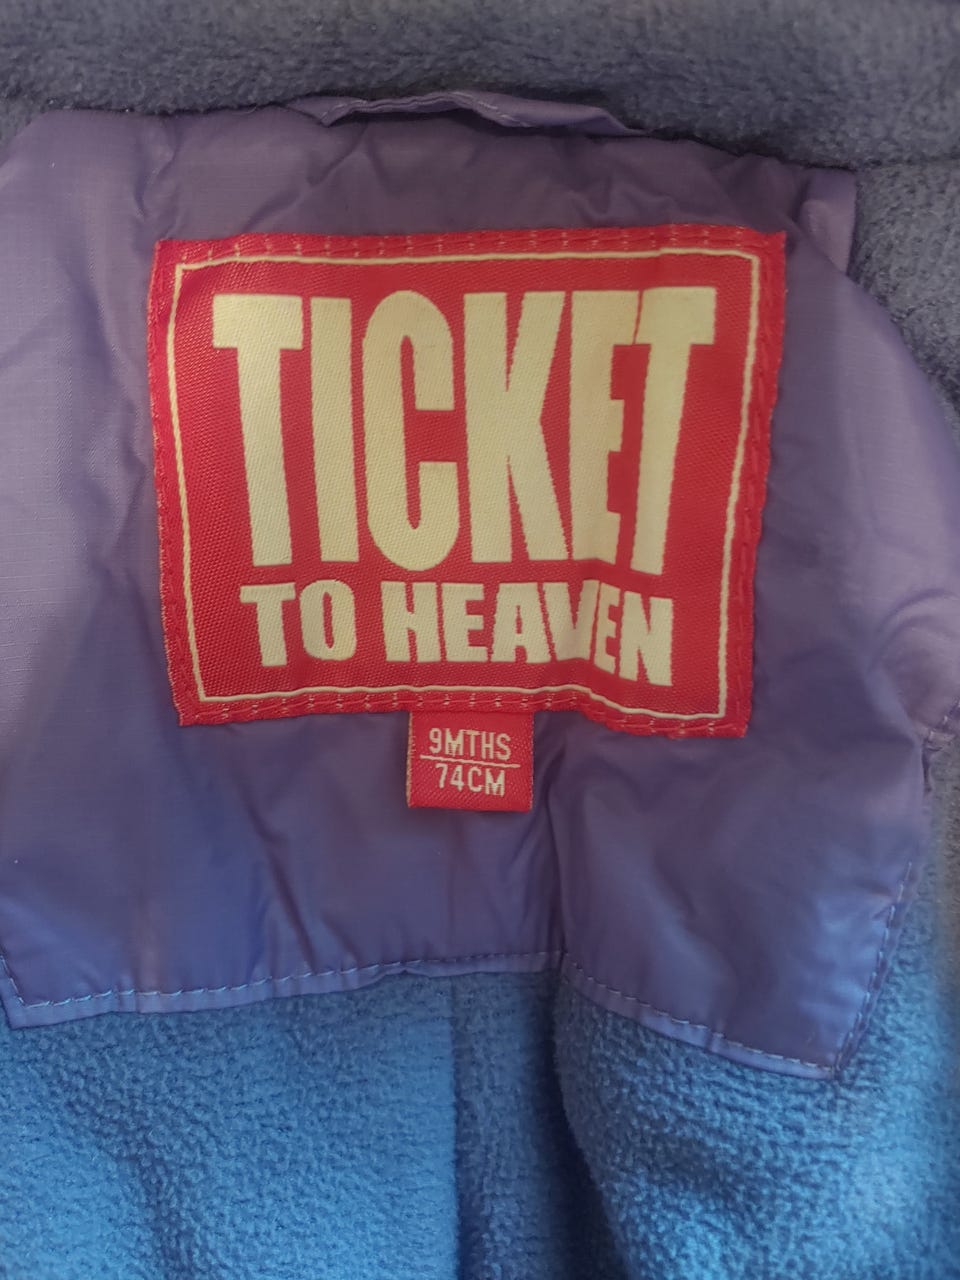 TICKET
TO HEAVEN
9MTHS
74CM